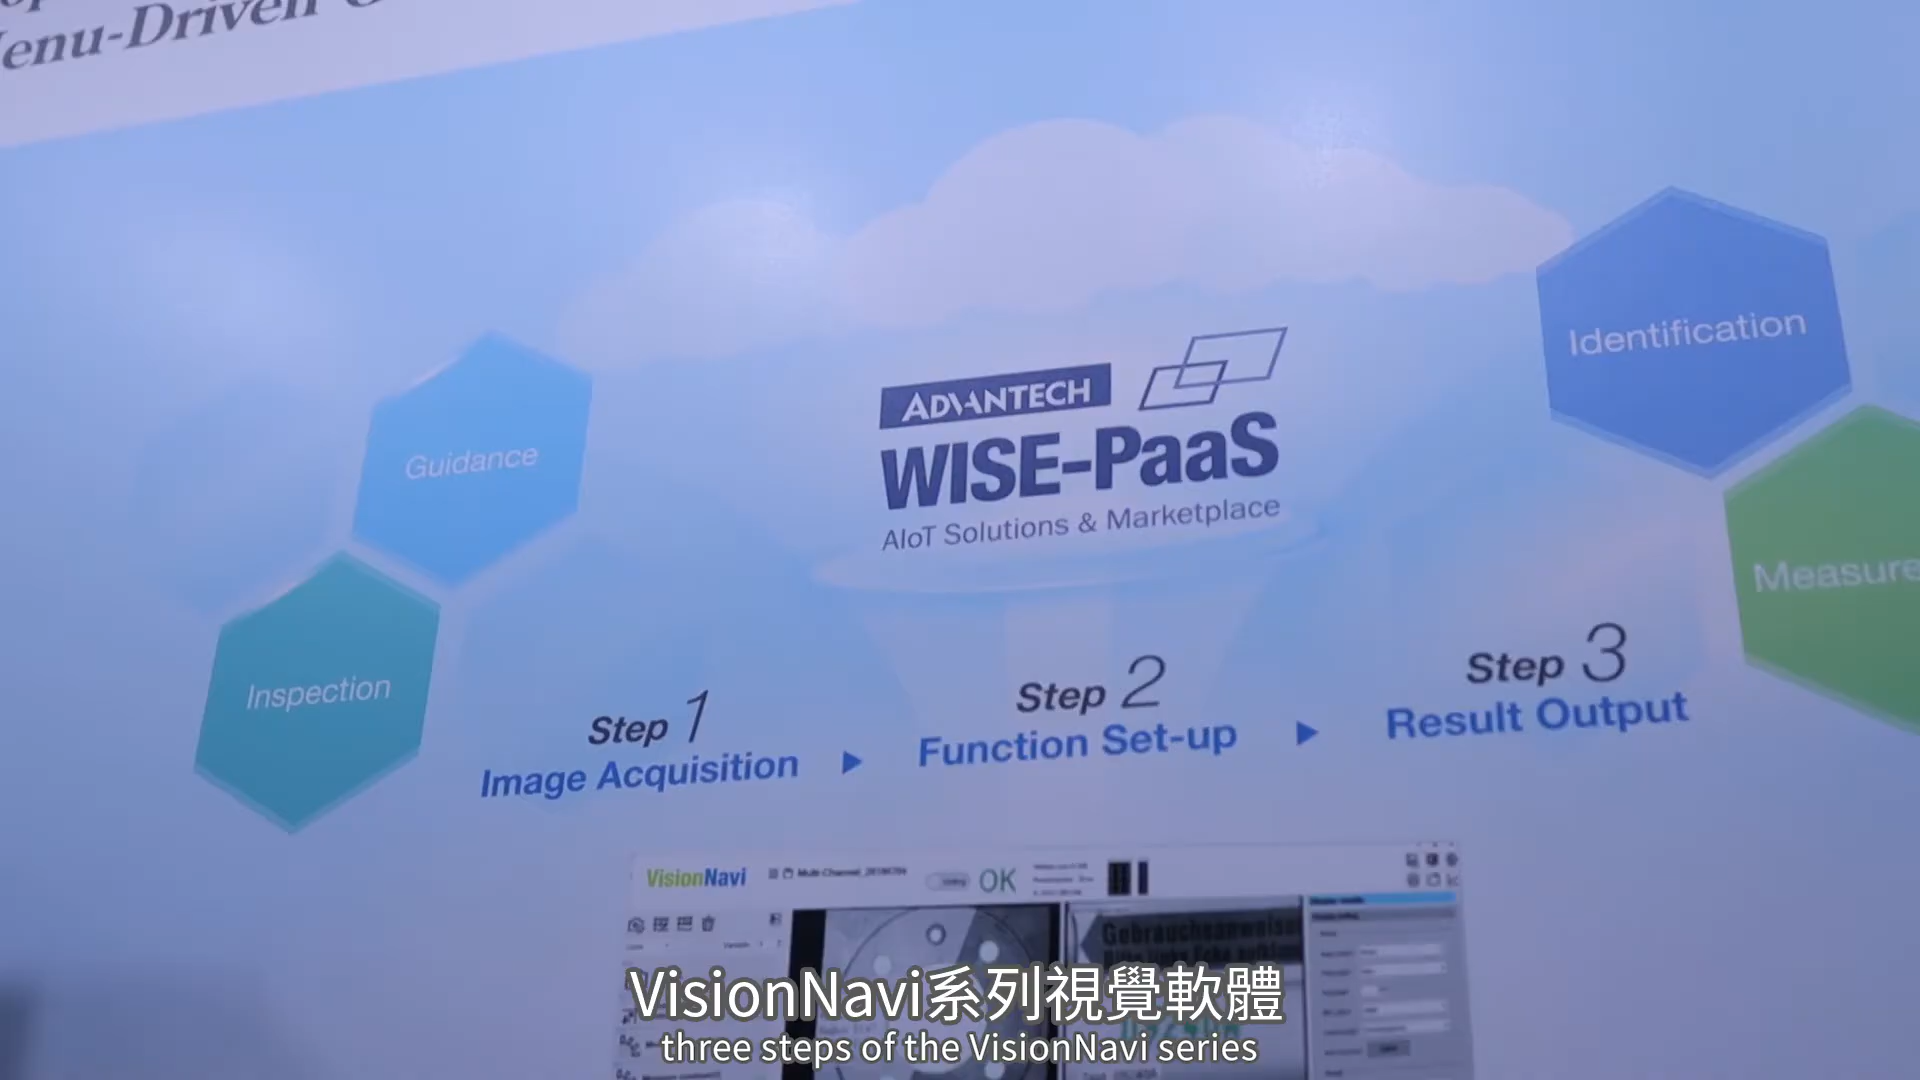 Menu-Driven
Guidance
Inspection
ADVANTECH
WISE-PaaS
AIoT Solutions & Marketplace
Identification
Measure
Step 1
Image Acquisition
Step 2
Function Set-up
Step 3
Result Output
VisionNavi
OK
Gebrauchsanweisun
VisionNavi系列視覺軟體
three steps of the VisionNavi series